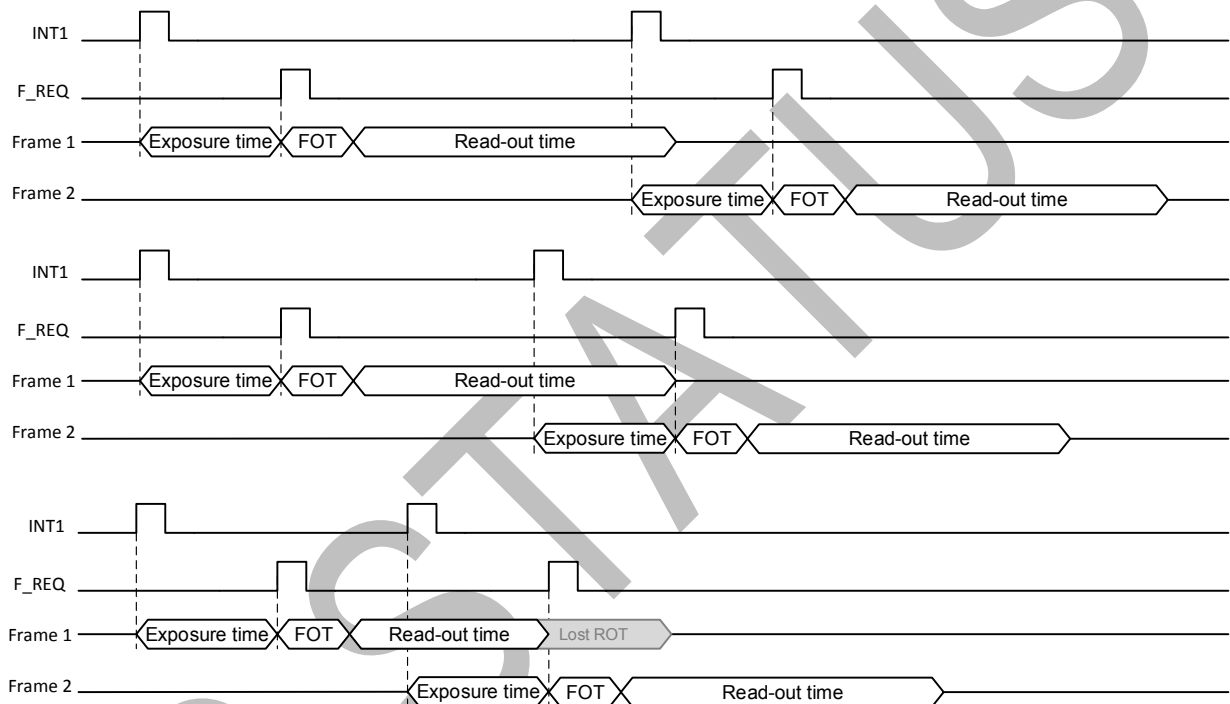 INT1
F_REQ
Frame 1 Exposure time FOT Read-out time
Frame 2 Exposure time FOT Read-out time
INT1
F_REQ
Frame 1 Exposure time FOT Read-out time
Frame 2 Exposure time FOT Read-out time
INT1
F_REQ
Frame 1 Exposure time FOT Read-out time Lost ROT
Frame 2 Exposure time FOT Read-out time
STATUS